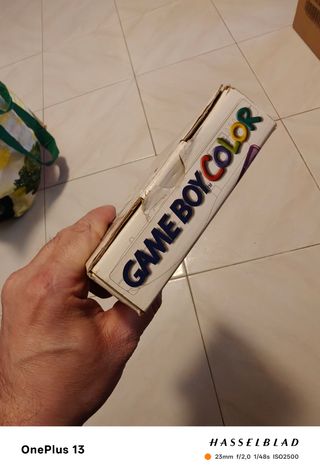 GAME BOY COLOR
OnePlus 13
HASSELBLAD
23mm f/2,0 1/48s ISO2500